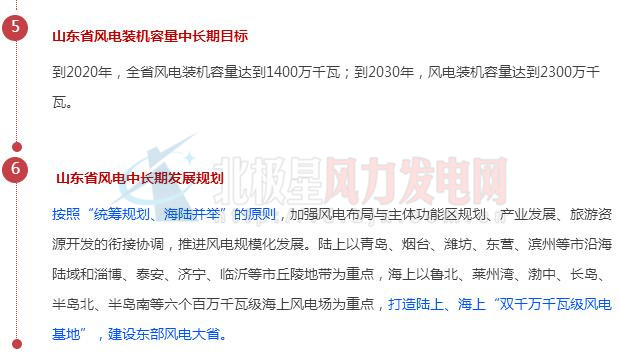 5
山东省风电装机容量中长期目标
到2020年，全省风电装机容量达到1400万千瓦；到2030年，风电装机容量达到2300万千
瓦。
6
山东省风电中长期发展规划
北极星风力发电网
按照“统筹规划、海陆并举”的原则，加强风电布局与主体功能区规划、产业发展、旅游资
源开发的衔接协调，推进风电规模化发展。陆上以青岛、烟台、潍坊、东营、滨州等市沿海
陆域和淄博、泰安、济宁、临沂等市丘陵地带为重点，海上以鲁北、莱州湾、渤中、长岛、
半岛北、半岛南等六个百万千瓦级海上风电场为重点，打造陆上、海上“双千万千瓦级风电
基地”，建设东部风电大省。